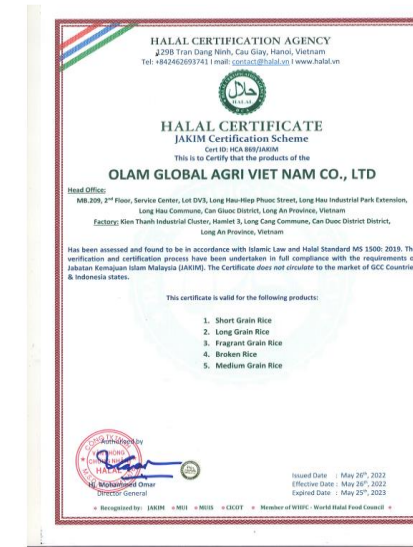 HALAL CERTIFICATION AGENCY
129B Tran Dang Ninh, Cau Giay, Hanoi, Vietnam
Tel: +842462693741 I mail: contact@halal.vn I www.halal.vn
حلال
HALAL
HALAL CERTIFICATE
JAKIM Certification Scheme
Cert ID: HCA 869/JAKIM
This is to Certify that the products of the
OLAM GLOBAL AGRI VIET NAM CO., LTD
Head Office:
MB.209, 2nd Floor, Service Center, Lot DV3, Long Hau-Hiep Phuoc Street, Long Hau Industrial Park Extension,
Long Hau Commune, Can Giuoc District, Long An Province, Vietnam
Factory: Kien Thanh Industrial Cluster, Hamlet 3, Long Cang Commune, Can Duoc District District,
Long An Province, Vietnam
Has been assessed and found to be in accordance with Islamic Law and Halal Standard MS 1500: 2019. Th
verification and certification process have been undertaken in full compliance with the requirements o
Jabatan Kemajuan Islam Malaysia (JAKIM). The Certificate does not circulate to the market of GCC Countrie
& Indonesia states.
This certificate is valid for the following products:
1. Short Grain Rice
2. Long Grain Rice
3. Fragrant Grain Rice
4. Broken Rice
5. Medium Grain Rice
Authorised by
HALAL
Hj. Mohammed Omar
Director General
Issued Date : May 26th, 2022
Effective Date : May 26th, 2022
Expired Date : May 25th, 2023
Recognized by: JAKIM MUI MUIS CICOT Member of WHFC - World Halal Food Council